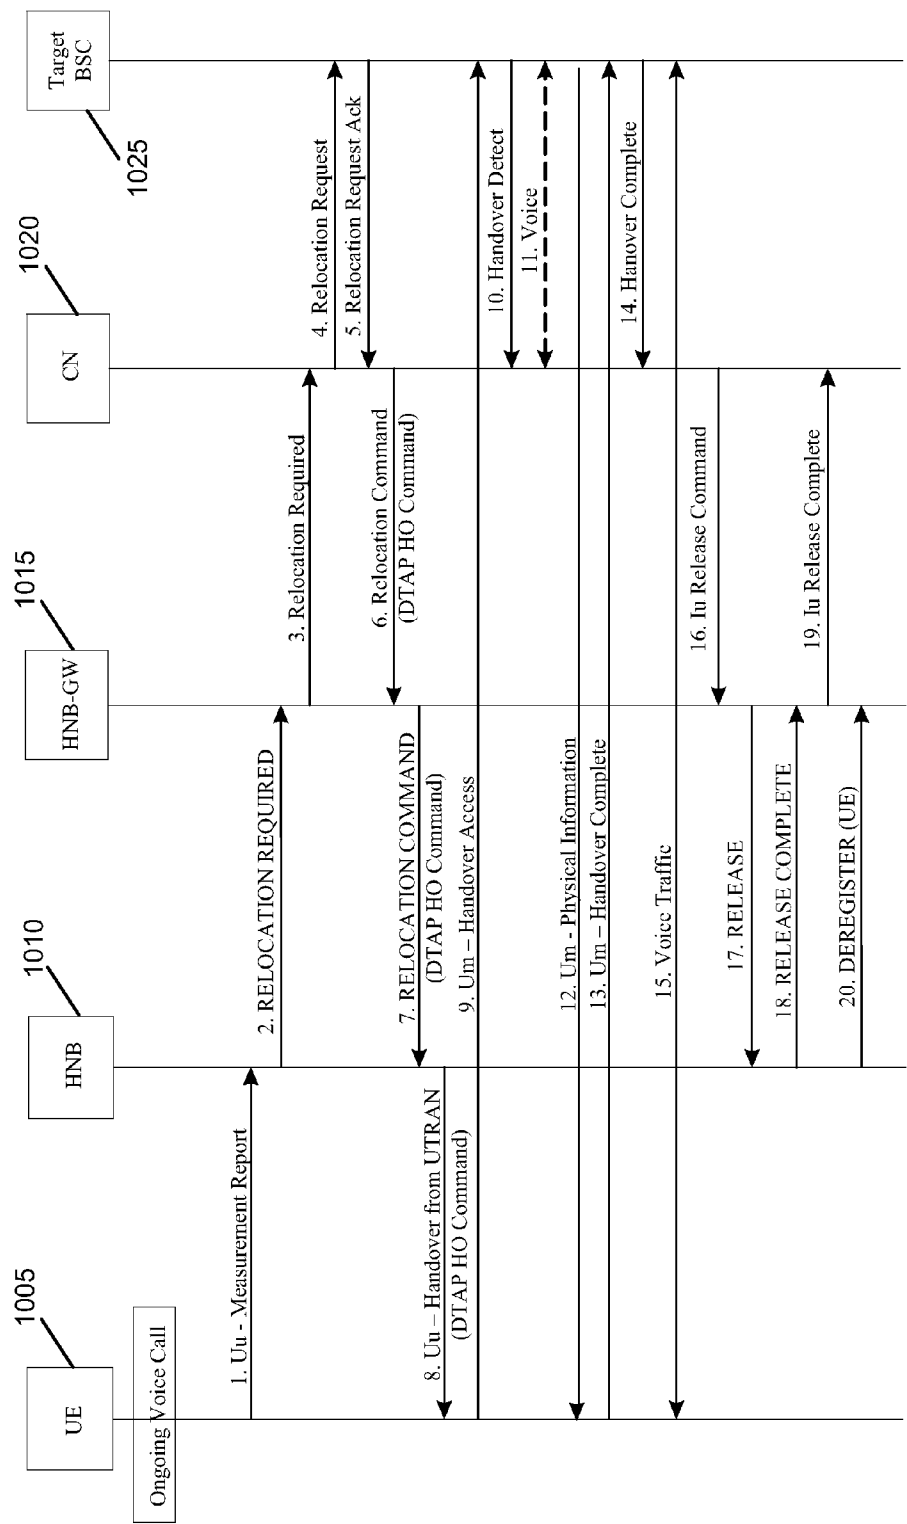 UE
1005
HNB
1010
HNB-GW
1015
CN
1020
Target
BSC
1025
Ongoing Voice Call
1. Uu - Measurement Report
2. RELOCATION REQUIRED
3. Relocation Required
4. Relocation Request
5. Relocation Request Ack
6. Relocation Command
(DTAP HO Command)
7. RELOCATION COMMAND
(DTAP HO Command)
8. Uu – Handover from UTRAN
(DTAP HO Command)
9. Um – Handover Access
10. Handover Detect
11. Voice
12. Um - Physical Information
13. Um – Handover Complete
14. Hanover Complete
15. Voice Traffic
16. Iu Release Command
17. RELEASE
18. RELEASE COMPLETE
19. Iu Release Complete
20. DEREGISTER (UE)